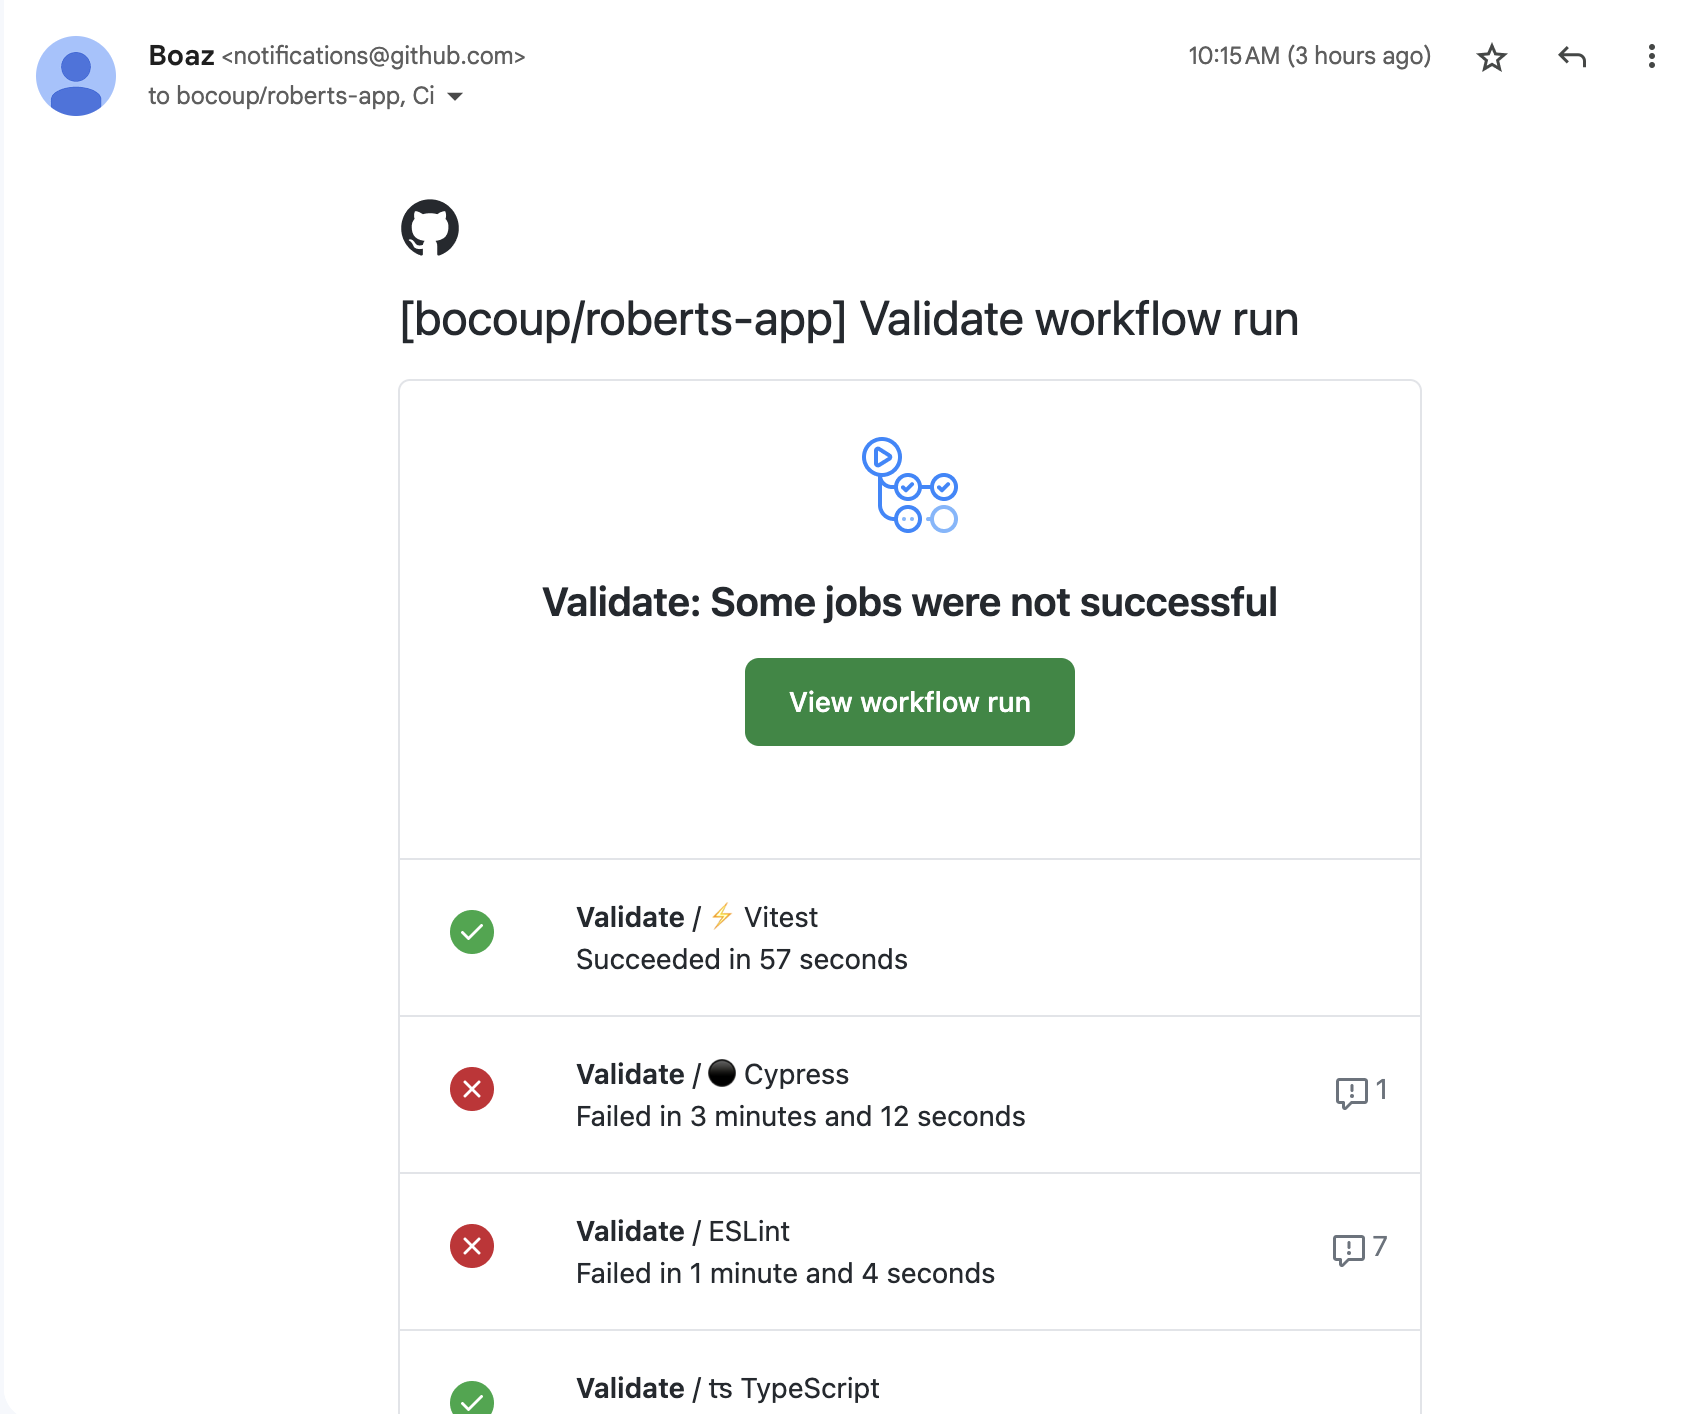 Boaz <notifications@github.com>
10:15 AM (3 hours ago)
to bocoup/roberts-app, Ci
[bocoup/roberts-app] Validate workflow run
Validate: Some jobs were not successful
View workflow run
Validate / ⚡ Vitest
Succeeded in 57 seconds
Validate / ⚫ Cypress
Failed in 3 minutes and 12 seconds
1
Validate / ESLint
Failed in 1 minute and 4 seconds
7
Validate / ʦ TypeScript